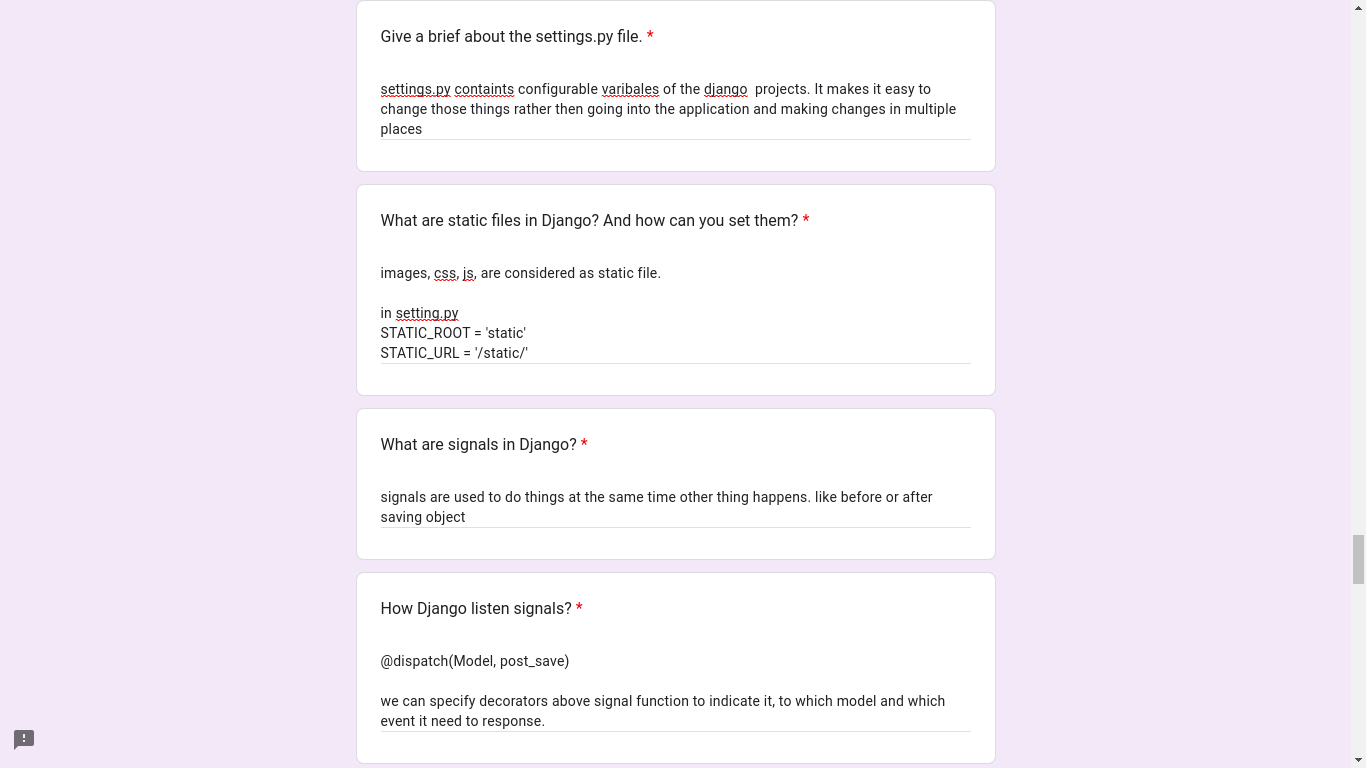 Give a brief about the settings.py file. *
settings.py containts configurable varibales of the django  projects. It makes it easy to
change those things rather then going into the application and making changes in multiple
places
What are static files in Django? And how can you set them? *
images, css, js, are considered as static file.
in setting.py
STATIC_ROOT = 'static'
STATIC_URL = '/static/'
What are signals in Django? *
signals are used to do things at the same time other thing happens. like before or after
saving object
How Django listen signals? *
@dispatch(Model, post_save)
we can specify decorators above signal function to indicate it, to which model and which
event it need to response.